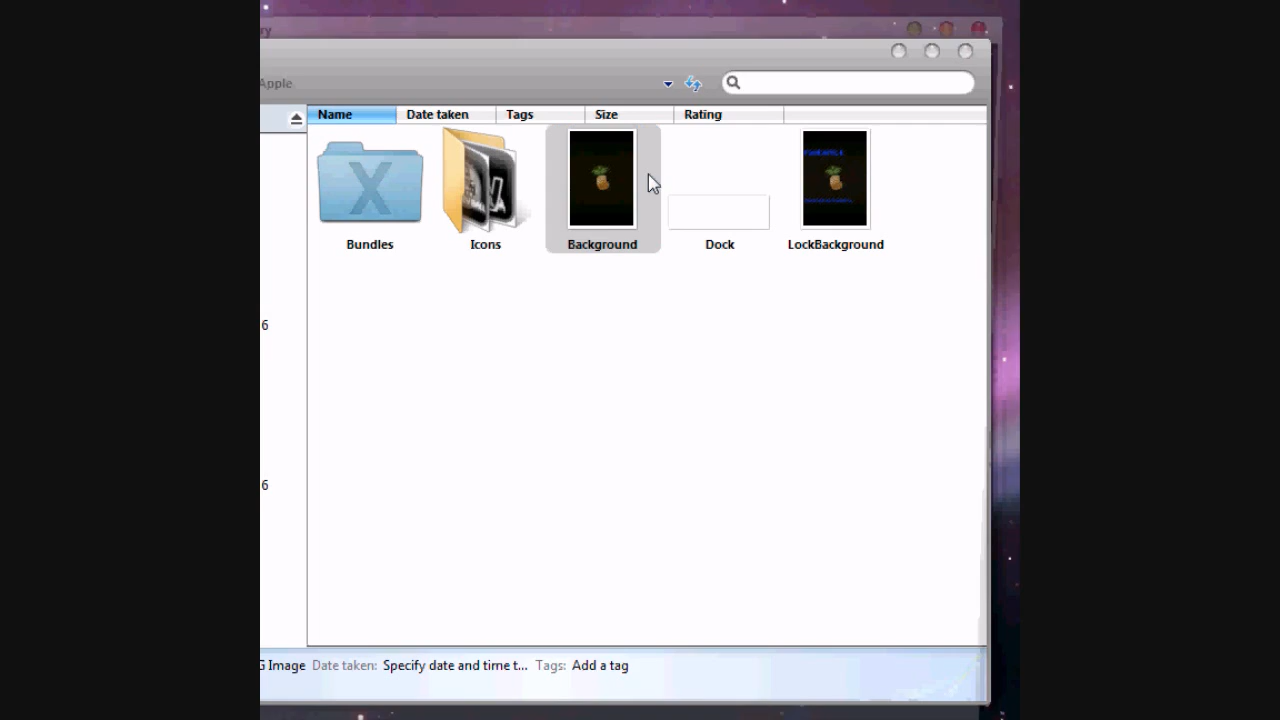 ry
Apple
Name Date taken Tags Size Rating
Bundles Icons Background Dock LockBackground
6
6
G Image Date taken: Specify date and time t... Tags: Add a tag